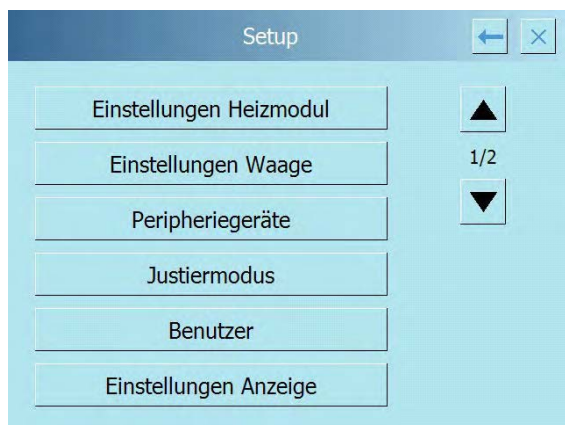 Setup
Einstellungen Heizmodul
Einstellungen Waage
1/2
Peripheriegeräte
Justiermodus
Benutzer
Einstellungen Anzeige